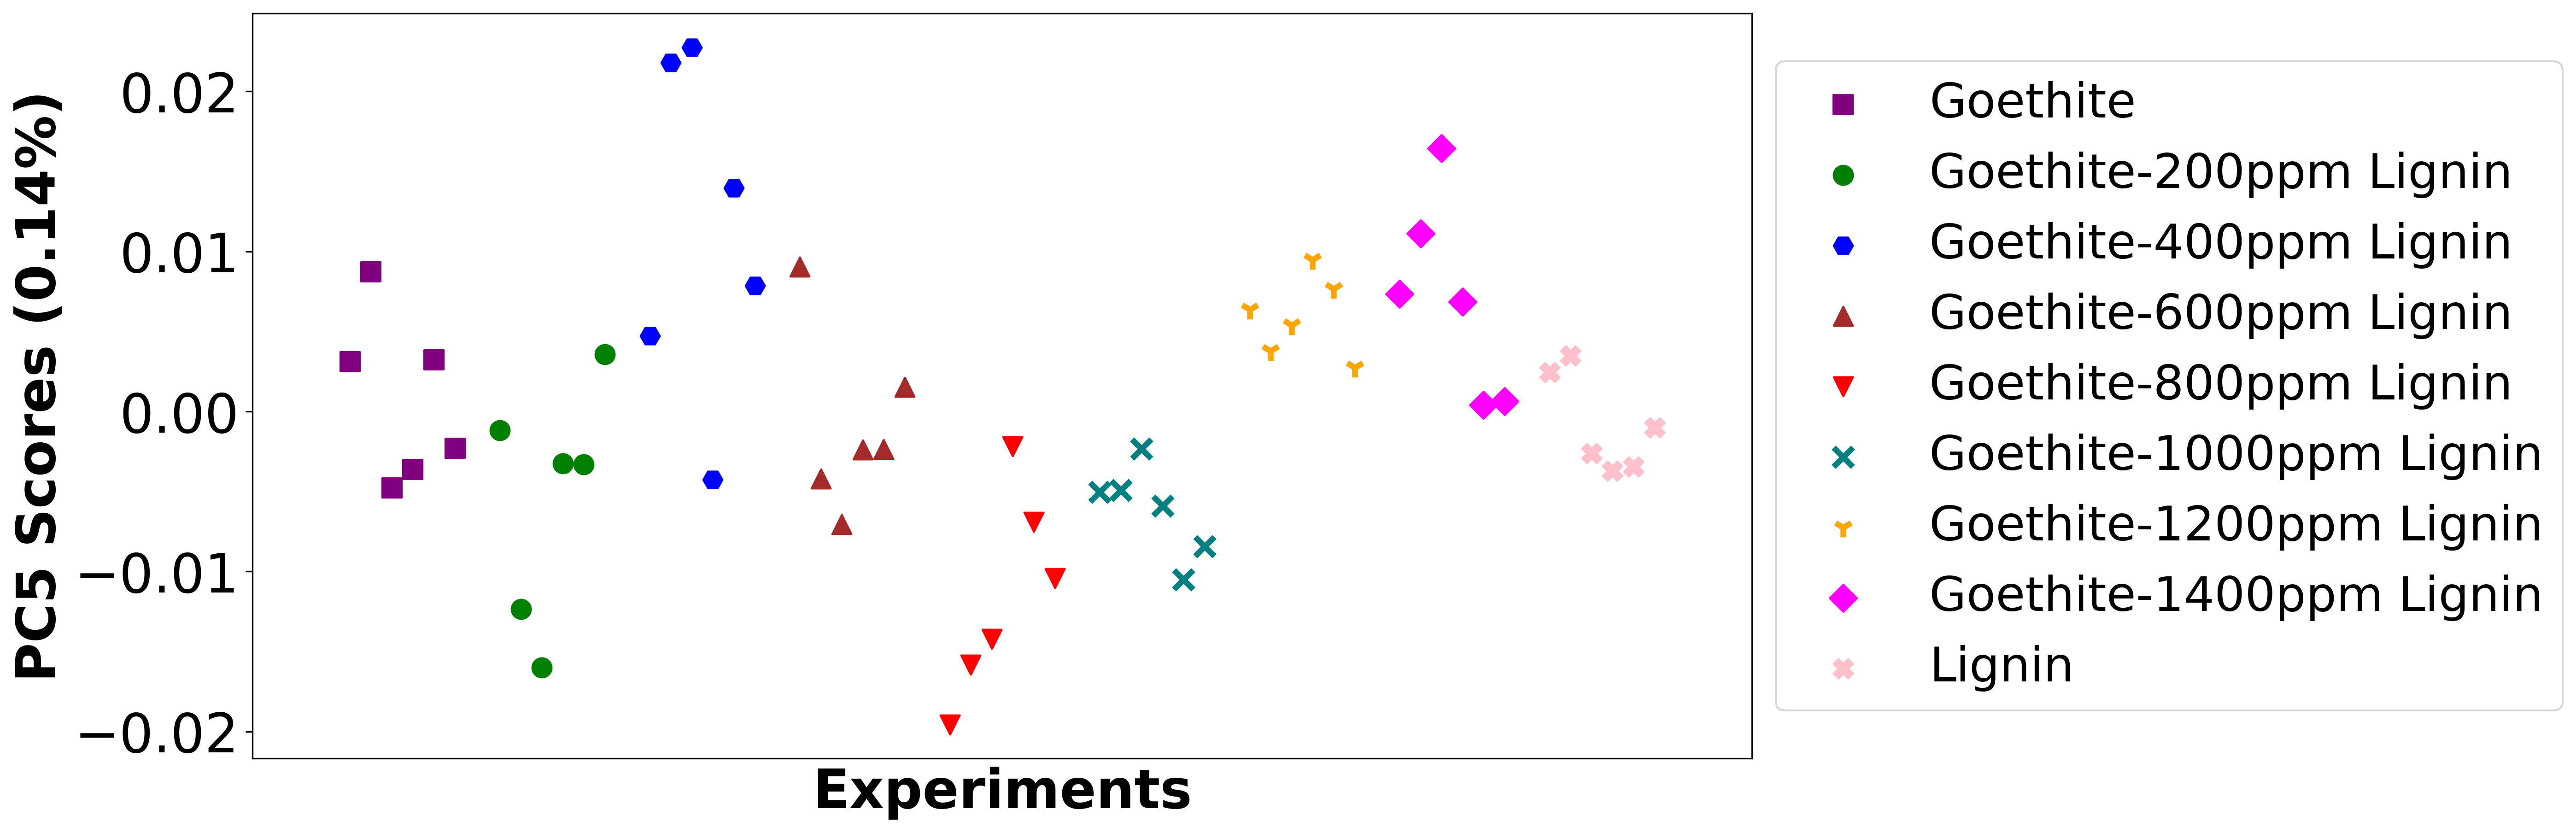 PC5 Scores (0.14%)
0.02
0.01
0.00
−0.01
−0.02
Experiments
Goethite
Goethite-200ppm Lignin
Goethite-400ppm Lignin
Goethite-600ppm Lignin
Goethite-800ppm Lignin
Goethite-1000ppm Lignin
Goethite-1200ppm Lignin
Goethite-1400ppm Lignin
Lignin